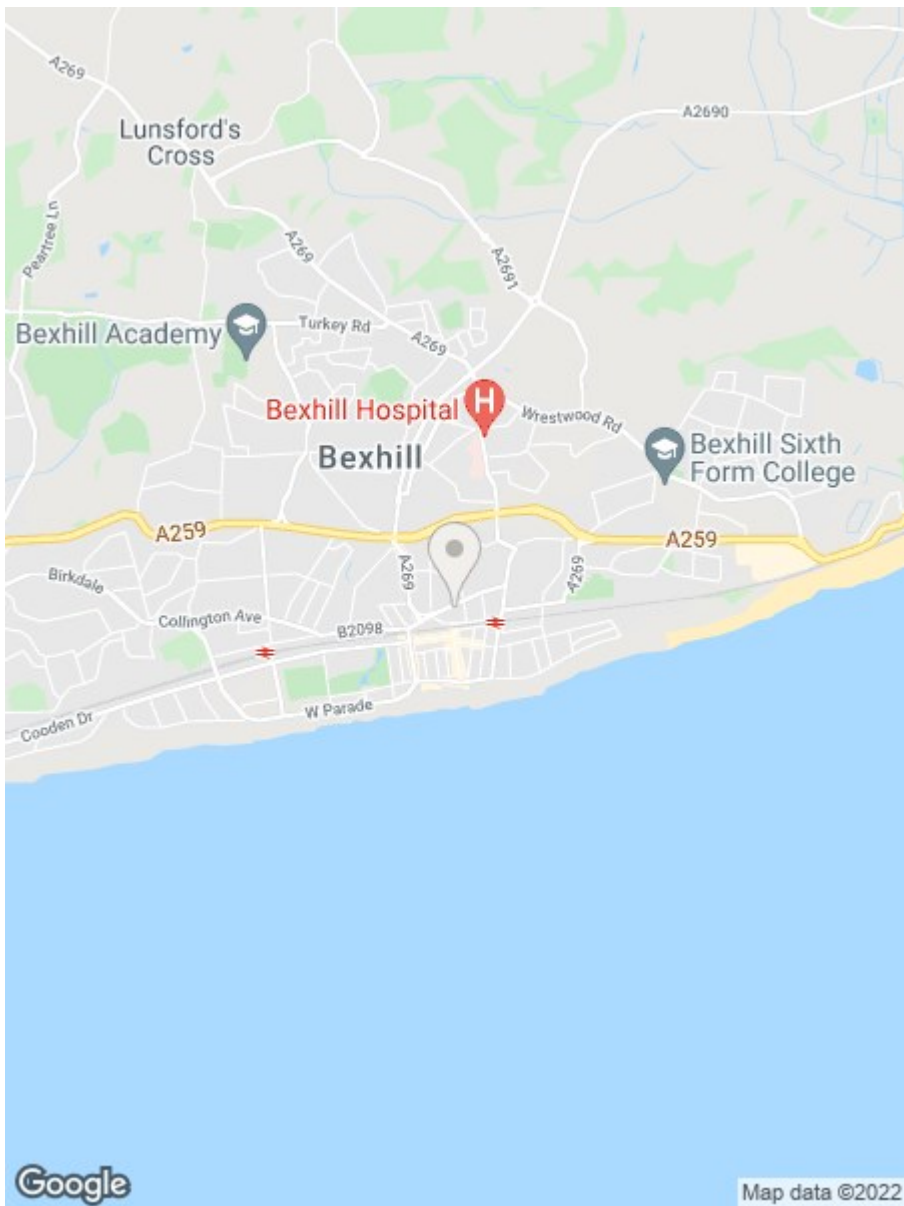 A269
A2690
Lunsford's
Cross
Peartree Ln
A269
A2691
Turkey Rd
Bexhill Academy
A269
Bexhill Hospital
H
Wrestwood Rd
Bexhill
Bexhill Sixth
Form College
A259
A259
Birkdale
A269
A269
Collington Ave
B2098
W Parade
Cooden Dr
Google
Map data ©2022